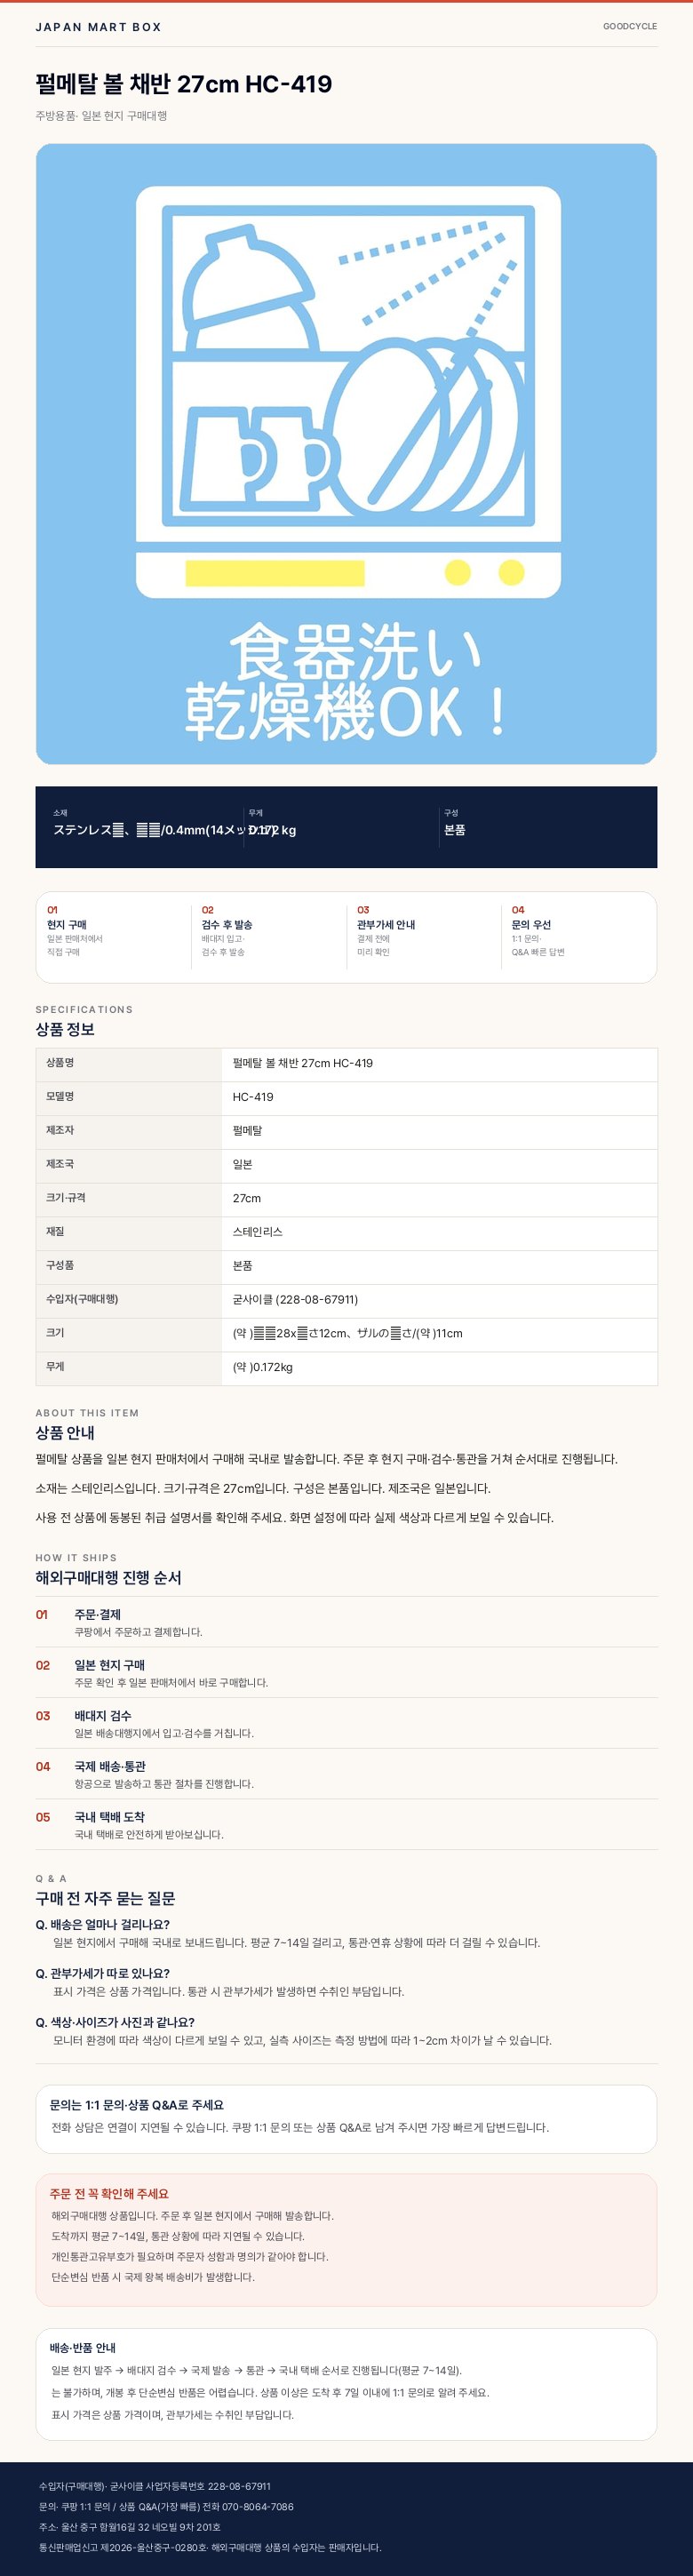 JAPAN MART BOX
GOODCYCLE
펄메탈 볼 채반 27cm HC-419
주방용품· 일본 현지 구매대행
食器洗い
乾燥機OK！
소재
무게
구성
ステンレス、/0.4mm(14メッ
0.172 kg
本품
01
02
03
04
현지 구매
검수 후 발송
관부가세 안내
문의 우선
일본 판매처에서
배대지 입고·
결제 전에
1:1 문의·
직접 구매
검수 후 발송
미리 확인
Q&A 빠른 답변
SPECIFICATIONS
상품 정보
상품명 펄메탈 볼 채반 27cm HC-419
모델명 HC-419
제조자 펄메탈
제조국 일본
크기·규격 27cm
재질 스테인리스
구성품 본품
수입자(구매대행) 굳사이클 (228-08-67911)
크기 (약 )28xさ12cm、ザルのさ/(약 )11cm
무게 (약 )0.172kg
ABOUT THIS ITEM
상품 안내
펄메탈 상품을 일본 현지 판매처에서 구매해 국내로 발송합니다. 주문 후 현지 구매·검수·통관을 거쳐 순서대로 진행됩니다.
소재는 스테인리스입니다. 크기·규격은 27cm입니다. 구성은 본품입니다. 제조국은 일본입니다.
사용 전 상품에 동봉된 취급 설명서를 확인해 주세요. 화면 설정에 따라 실제 색상과 다르게 보일 수 있습니다.
HOW IT SHIPS
해외구매대행 진행 순서
01 주문·결제
쿠팡에서 주문하고 결제합니다.
02 일본 현지 구매
주문 확인 후 일본 판매처에서 바로 구매합니다.
03 배대지 검수
일본 배송대행지에서 입고·검수를 거칩니다.
04 국제 배송·통관
항공으로 발송하고 통관 절차를 진행합니다.
05 국내 택배 도착
국내 택배로 안전하게 받아보십니다.
Q & A
구매 전 자주 묻는 질문
Q. 배송은 얼마나 걸리나요?
일본 현지에서 구매해 국내로 보내드립니다. 평균 7~14일 걸리고, 통관·연휴 상황에 따라 더 걸릴 수 있습니다.
Q. 관부가세가 따로 있나요?
표시 가격은 상품 가격입니다. 통관 시 관부가세가 발생하면 수취인 부담입니다.
Q. 색상·사이즈가 사진과 같나요?
모니터 환경에 따라 색상이 다르게 보일 수 있고, 실측 사이즈는 측정 방법에 따라 1~2cm 차이가 날 수 있습니다.
문의는 1:1 문의·상품 Q&A로 주세요
전화 상담은 연결이 지연될 수 있습니다. 쿠팡 1:1 문의 또는 상품 Q&A로 남겨 주시면 가장 빠르게 답변드립니다.
주문 전 꼭 확인해 주세요
해외구매대행 상품입니다. 주문 후 일본 현지에서 구매해 발송합니다.
도착까지 평균 7~14일, 통관 상황에 따라 지연될 수 있습니다.
개인통관고유부호가 필요하며 주문자 성함과 명의가 같아야 합니다.
단순변심 반품 시 국제 왕복 배송비가 발생합니다.
배송·반품 안내
일본 현지 발주 → 배대지 검수 → 국제 발송 → 통관 → 국내 택배 순서로 진행됩니다(평균 7~14일).
는 불가하며, 개봉 후 단순변심 반품은 어렵습니다. 상품 이상은 도착 후 7일 이내에 1:1 문의로 알려 주세요.
표시 가격은 상품 가격이며, 관부가세는 수취인 부담입니다.
수입자(구매대행)· 굳사이클 사업자등록번호 228-08-67911
문의· 쿠팡 1:1 문의 / 상품 Q&A(가장 빠름) 전화 070-8064-7086
주소· 울산 중구 함월16길 32 네오빌 9차 201호
통신판매업신고 제2026-울산중구-0280호· 해외구매대행 상품의 수입자는 판매자입니다.